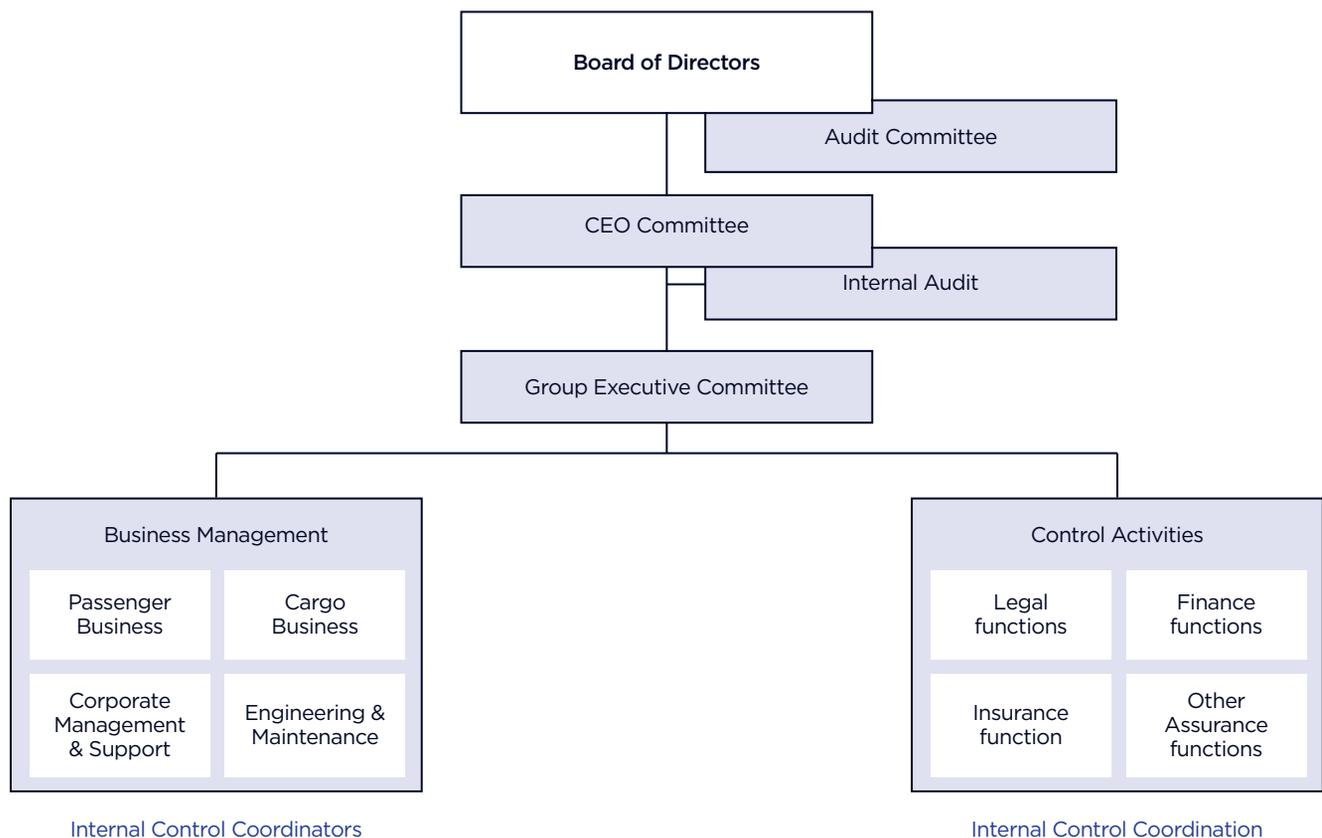 Board of Directors
Audit Committee
CEO Committee
Internal Audit
Group Executive Committee
Business Management
Passenger
Business
Cargo
Business
Corporate
Management
& Support
Engineering &
Maintenance
Internal Control Coordinators
Control Activities
Legal
functions
Finance
functions
Insurance
function
Other
Assurance
functions
Internal Control Coordination